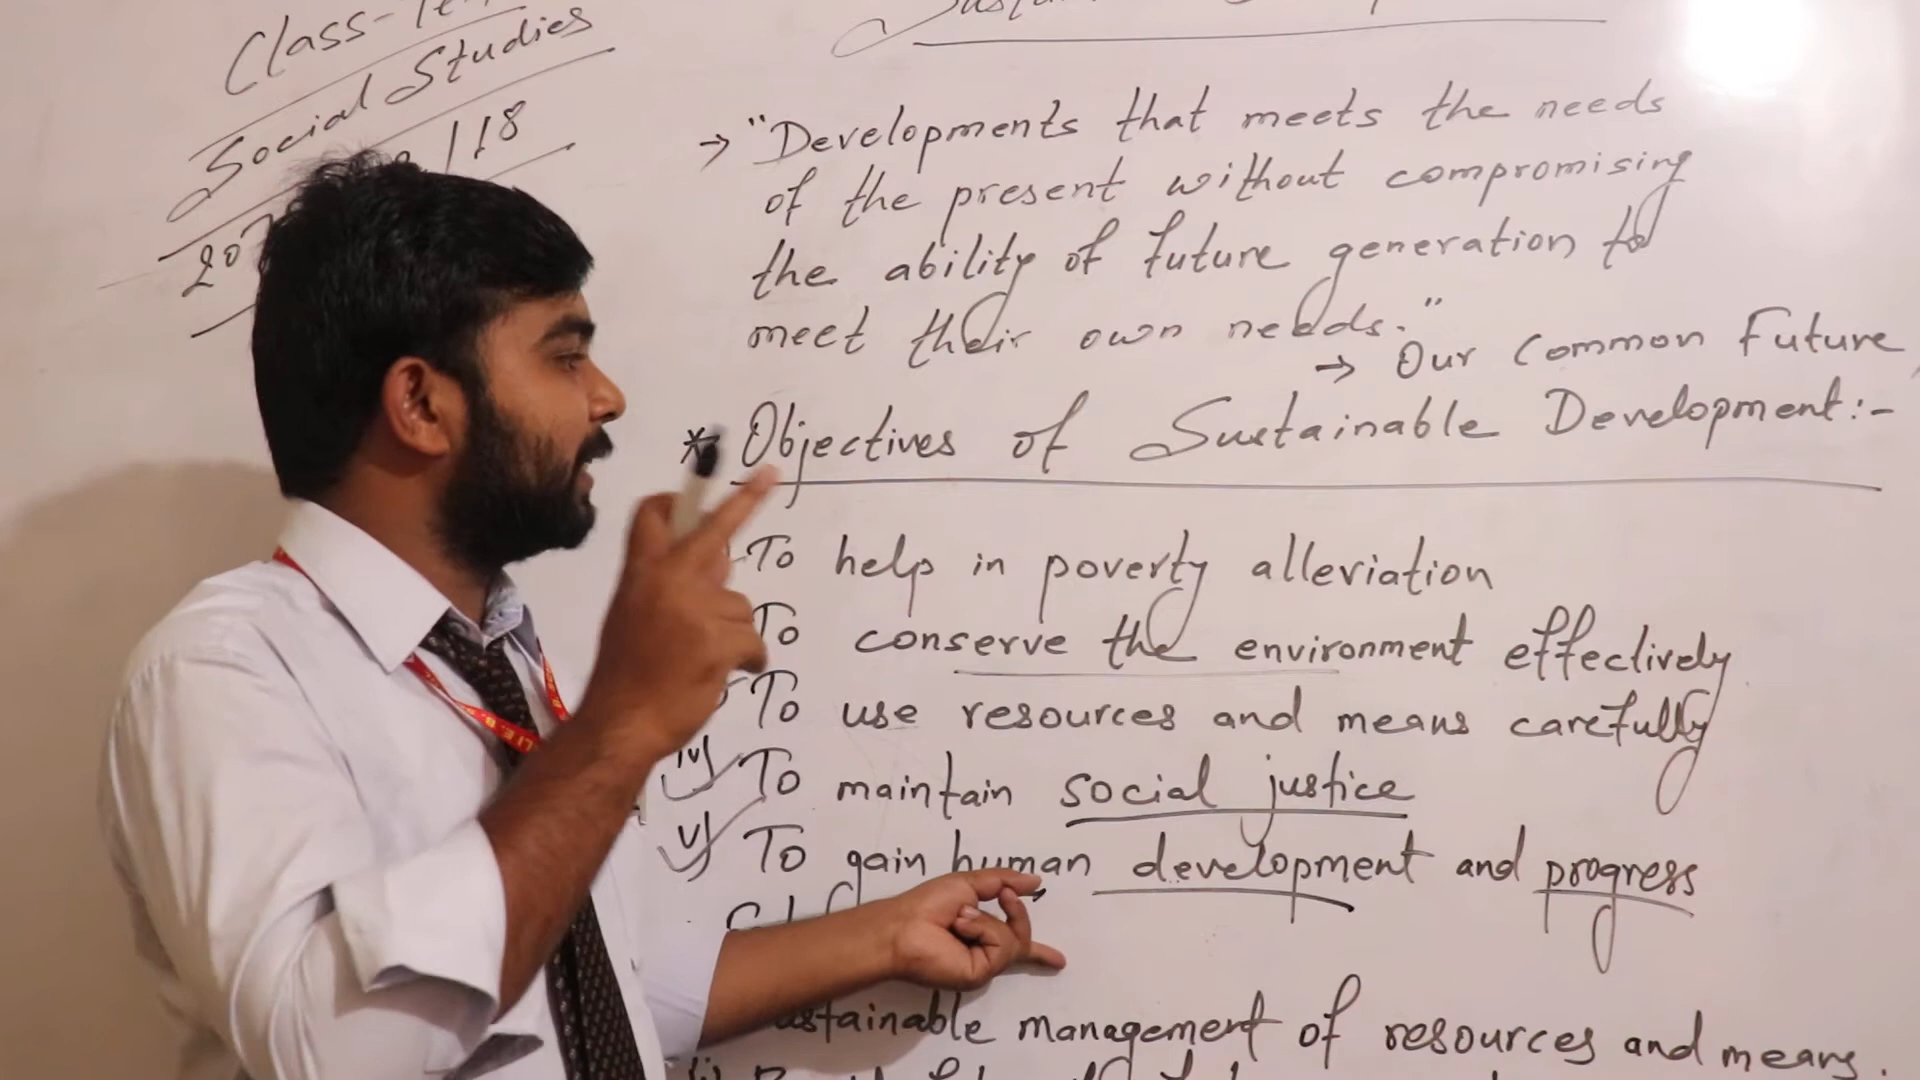 Social Studies
118
→ "Developments that meets the needs
of the present without compromising
the ability of future generation to
meet their own needs."
→ Our Common Future,
* Objectives of Sustainable Development:-
To help in poverty alleviation
To conserve the environment effectively
To use resources and means carefully
iv) To maintain social justice
v) To gain human development and progress
management of resources and means.